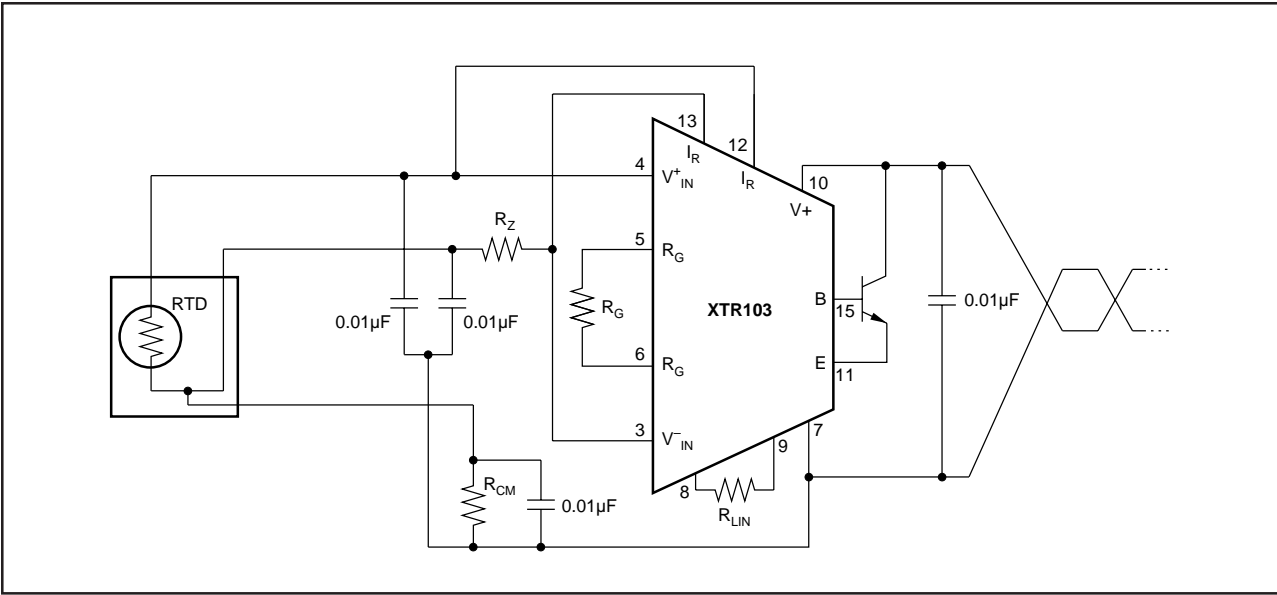 13
12
I_R
I_R
4
V⁺_IN
10
V+
R_Z
5
R_G
RTD
R_G
XTR103
B
15
0.01µF
0.01µF
0.01µF
6
R_G
E
11
3
V⁻_IN
7
9
8
R_LIN
R_CM
0.01µF